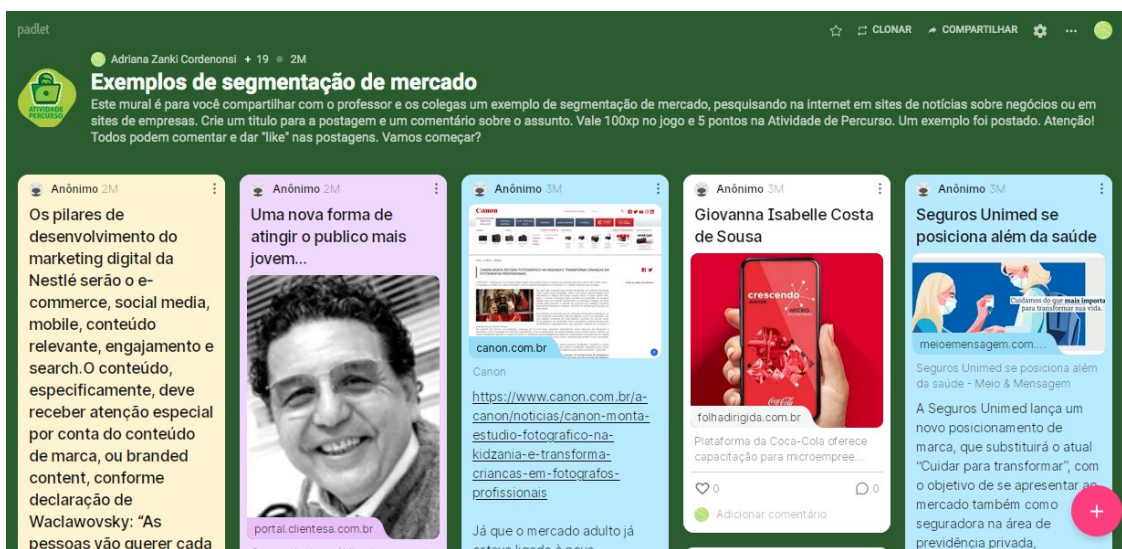 padlet
CLONAR
COMPARTILHAR
Adriana Zanki Cordenonsi + 19 2M
ATIVIDADE
PERCURSO
Exemplos de segmentação de mercado
Este mural é para você compartilhar com o professor e os colegas um exemplo de segmentação de mercado, pesquisando na internet em sites de notícias sobre negócios ou em
sites de empresas. Crie um titulo para a postagem e um comentário sobre o assunto. Vale 100xp no jogo e 5 pontos na Atividade de Percurso. Um exemplo foi postado. Atenção!
Todos podem comentar e dar "like" nas postagens. Vamos começar?
Anônimo 2M
Os pilares de
desenvolvimento do
marketing digital da
Nestlé serão o e-
commerce, social media,
mobile, conteúdo
relevante, engajamento e
search.O conteúdo,
especificamente, deve
receber atenção especial
por conta do conteúdo
de marca, ou branded
content, conforme
declaração de
Waclawovsky: “As
pessoas vão querer cada
Anônimo 2M
Uma nova forma de
atingir o publico mais
jovem...
portal.clientesa.com.br
Anônimo 3M
Canon
canon.com.br
Canon
https://www.canon.com.br/a-
canon/noticias/canon-monta-
estudio-fotografico-na-
kidzania-e-transforma-
criancas-em-fotografos-
profissionais
Já que o mercado adulto já
Anônimo 3M
Giovanna Isabelle Costa
de Sousa
crescendo
JUNTOS
MICRO
Coca-Cola
folhadirigida.com.br
Plataforma da Coca-Cola oferece
capacitação para microempree...
0
0
Adicionar comentário
Anônimo 3M
Seguros Unimed se
posiciona além da saúde
Cuidamos do que mais importa
para transformar sua vida.
meioemensagem.com....
Seguros Unimed se posiciona além
da saúde - Meio & Mensagem
A Seguros Unimed lança um
novo posicionamento de
marca, que substituirá o atual
“Cuidar para transformar”, com
o objetivo de se apresentar ao
mercado também como
seguradora na área de
previdência privada,